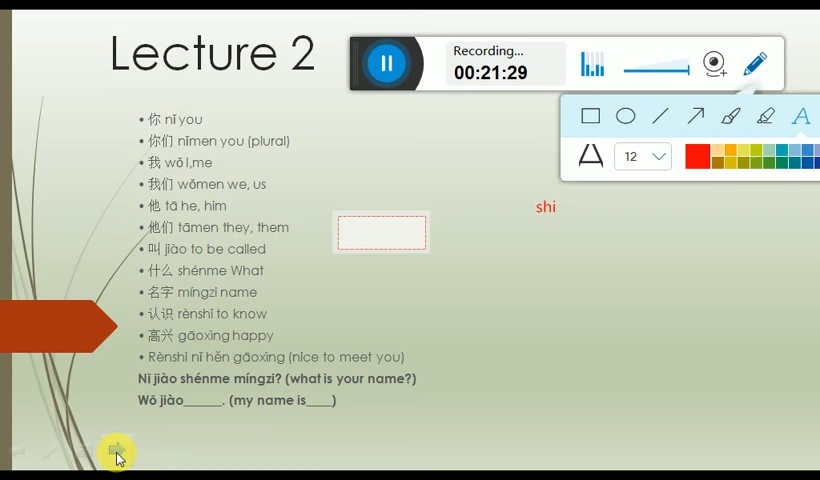 Lecture 2
Recording...
00:21:29
12
• 你 nǐ you
• 你们 nǐmen you (plural)
• 我 wǒ I,me
• 我们 wǒmen we, us
• 他 tā he, him
• 他们 tāmen they, them
• 叫 jiào to be called
• 什么 shénme What
• 名字 míngzi name
• 认识 rènshi to know
• 高兴 gāoxìng happy
• Rènshi nǐ hěn gāoxìng (nice to meet you)
Nǐ jiào shénme míngzi? (what is your name?)
Wǒ jiào______. (my name is____)
shi